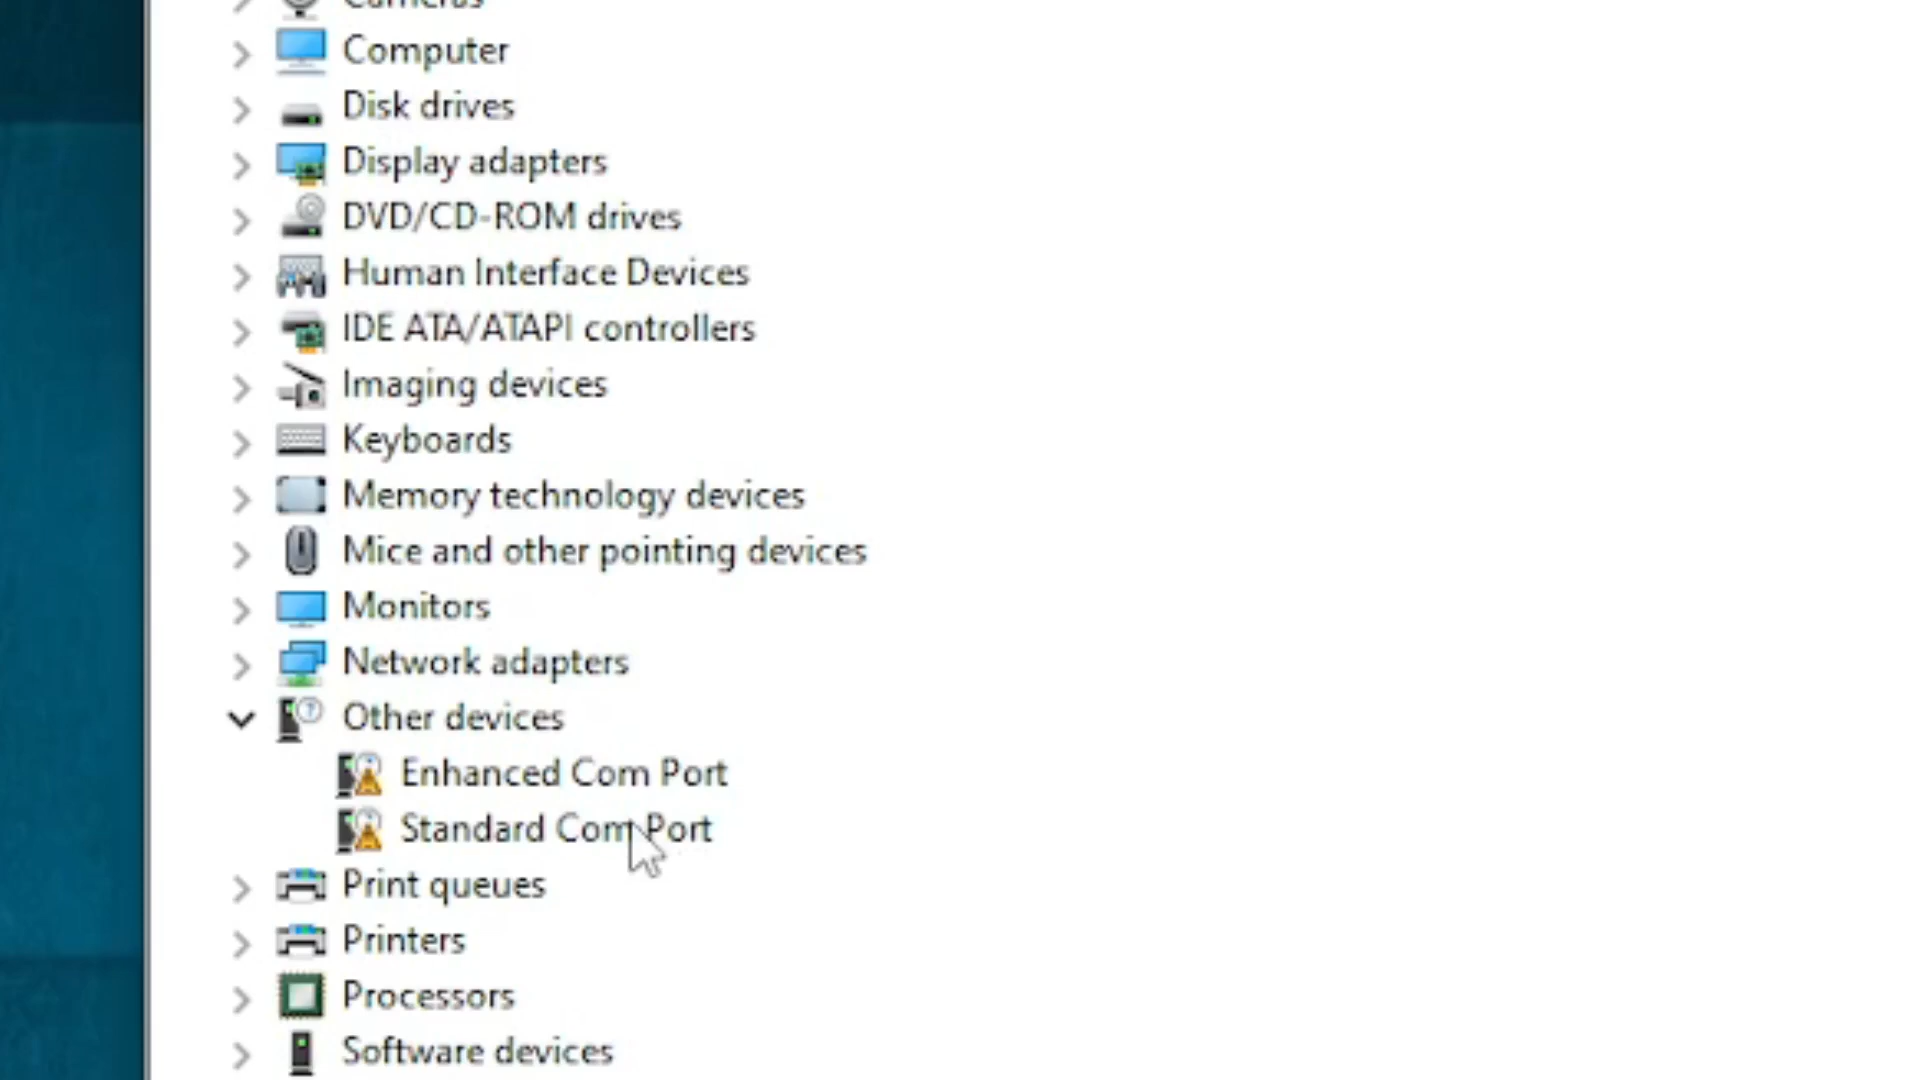 Cameras
Computer
Disk drives
Display adapters
DVD/CD-ROM drives
Human Interface Devices
IDE ATA/ATAPI controllers
Imaging devices
Keyboards
Memory technology devices
Mice and other pointing devices
Monitors
Network adapters
Other devices
Enhanced Com Port
Standard Com Port
Print queues
Printers
Processors
Software devices